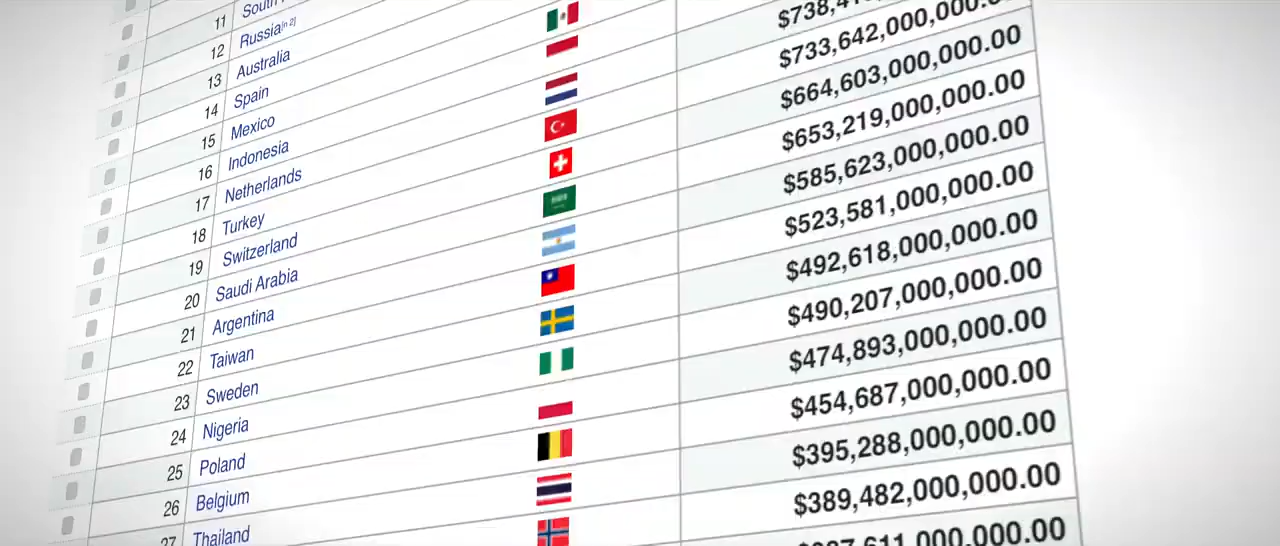 11
12 Russia[n 2]
13 Australia
14 Spain
15 Mexico
16 Indonesia
17 Netherlands
18 Turkey $733,642,000,000.00
19 Switzerland $664,603,000,000.00
20 Saudi Arabia $653,219,000,000.00
21 Argentina $585,623,000,000.00
22 Taiwan $523,581,000,000.00
23 Sweden $492,618,000,000.00
24 Nigeria $490,207,000,000.00
25 Poland $474,893,000,000.00
26 Belgium $454,687,000,000.00
27 Thailand $395,288,000,000.00
$389,482,000,000.00